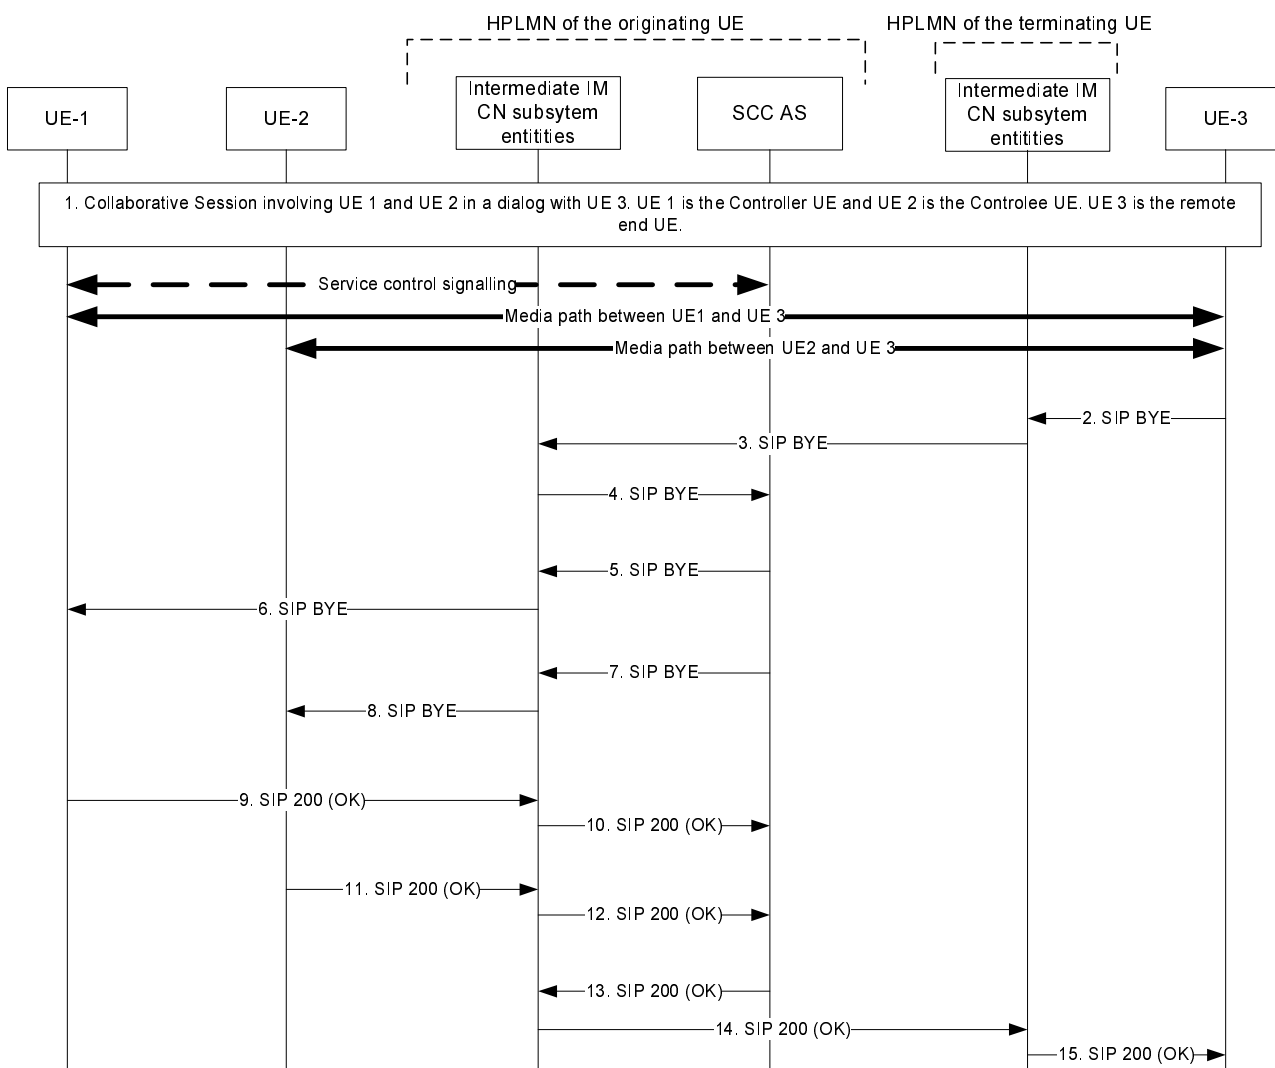 HPLMN of the originating UE
HPLMN of the terminating UE
UE-1
UE-2
Intermediate IM
CN subsytem
entitities
SCC AS
Intermediate IM
CN subsytem
entitities
UE-3
1. Collaborative Session involving UE 1 and UE 2 in a dialog with UE 3. UE 1 is the Controller UE and UE 2 is the Controlee UE. UE 3 is the remote
end UE.
Service control signalling
Media path between UE1 and UE 3
Media path between UE2 and UE 3
2. SIP BYE
3. SIP BYE
4. SIP BYE
5. SIP BYE
6. SIP BYE
7. SIP BYE
8. SIP BYE
9. SIP 200 (OK)
10. SIP 200 (OK)
11. SIP 200 (OK)
12. SIP 200 (OK)
13. SIP 200 (OK)
14. SIP 200 (OK)
15. SIP 200 (OK)